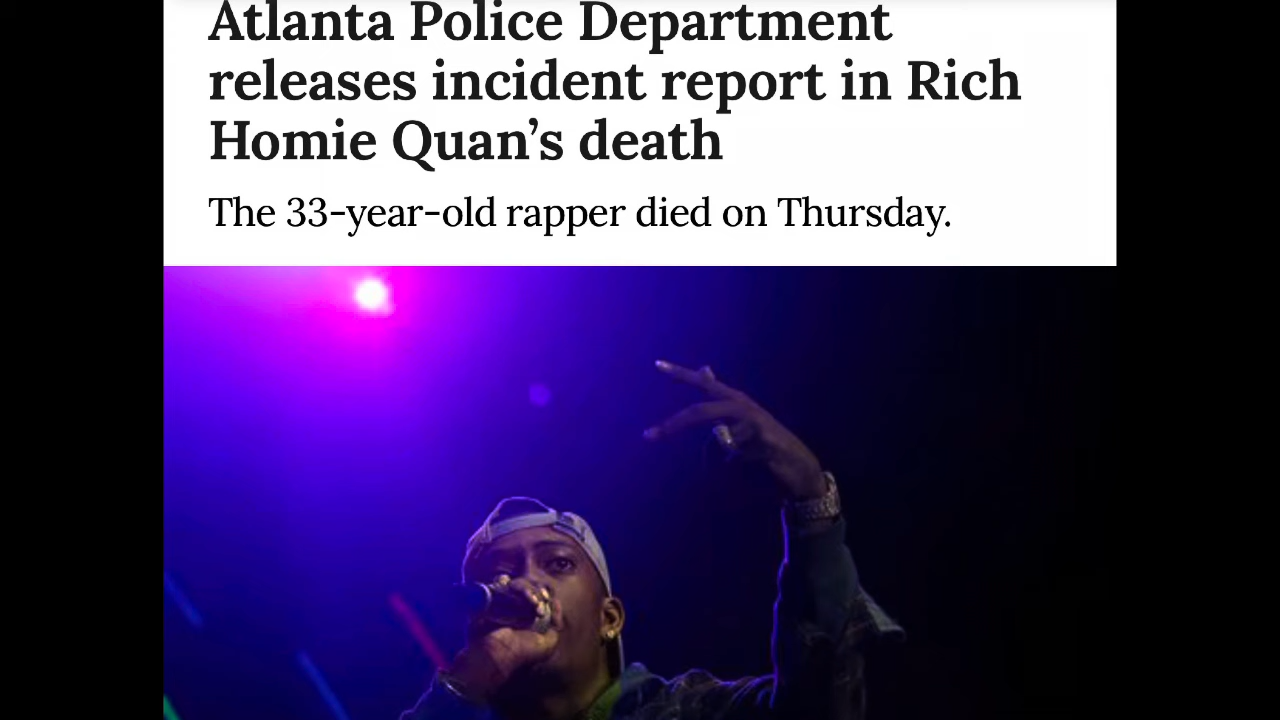 Atlanta Police Department
releases incident report in Rich
Homie Quan’s death
The 33-year-old rapper died on Thursday.